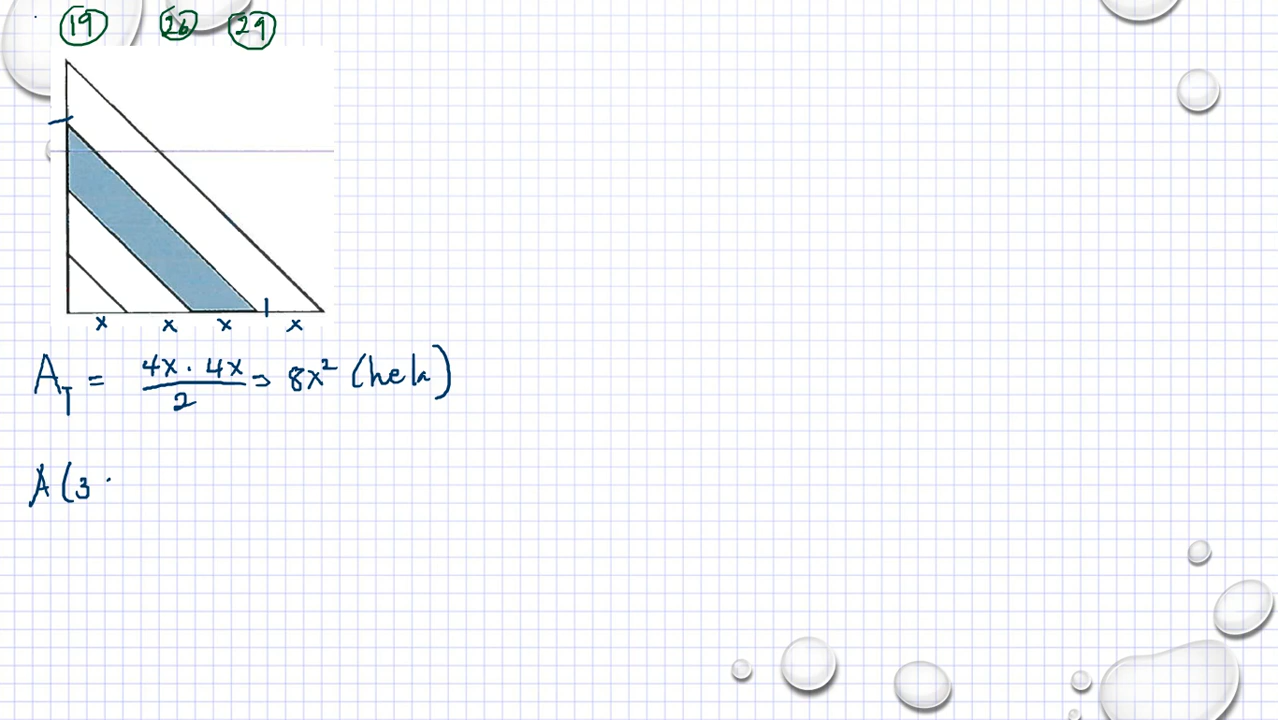 19 26 29
x x x x
A_T = 4x · 4x / 2 ⇒ 8x² (hela)
A (3 ·